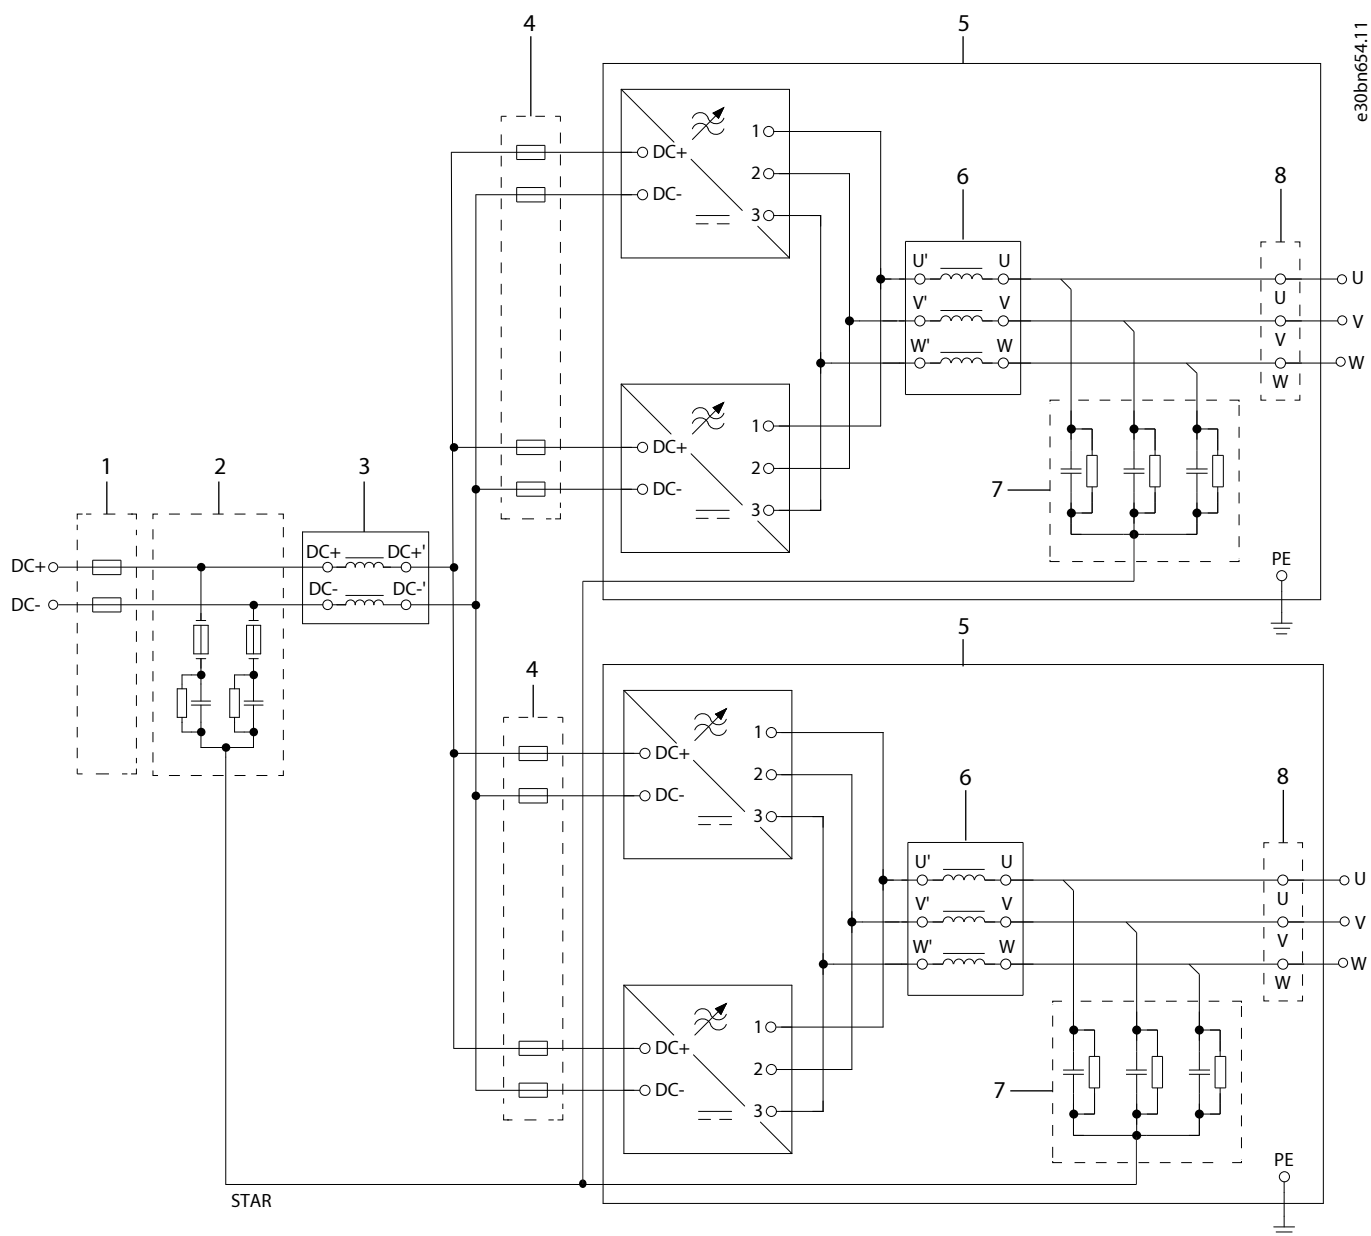 4
5
e30bn654.11
1
DC+
2
DC-
3
6
8
U' U
U
V' V
U
V
W' W
V
W
W
1
DC+
2
DC-
3
7
1
2
3
DC+ DC+'
DC+
DC- DC-'
DC-
PE
4
5
1
DC+
2
DC-
3
6
8
U' U
U
V' V
U
V
W' W
V
W
W
1
DC+
2
DC-
3
7
PE
STAR